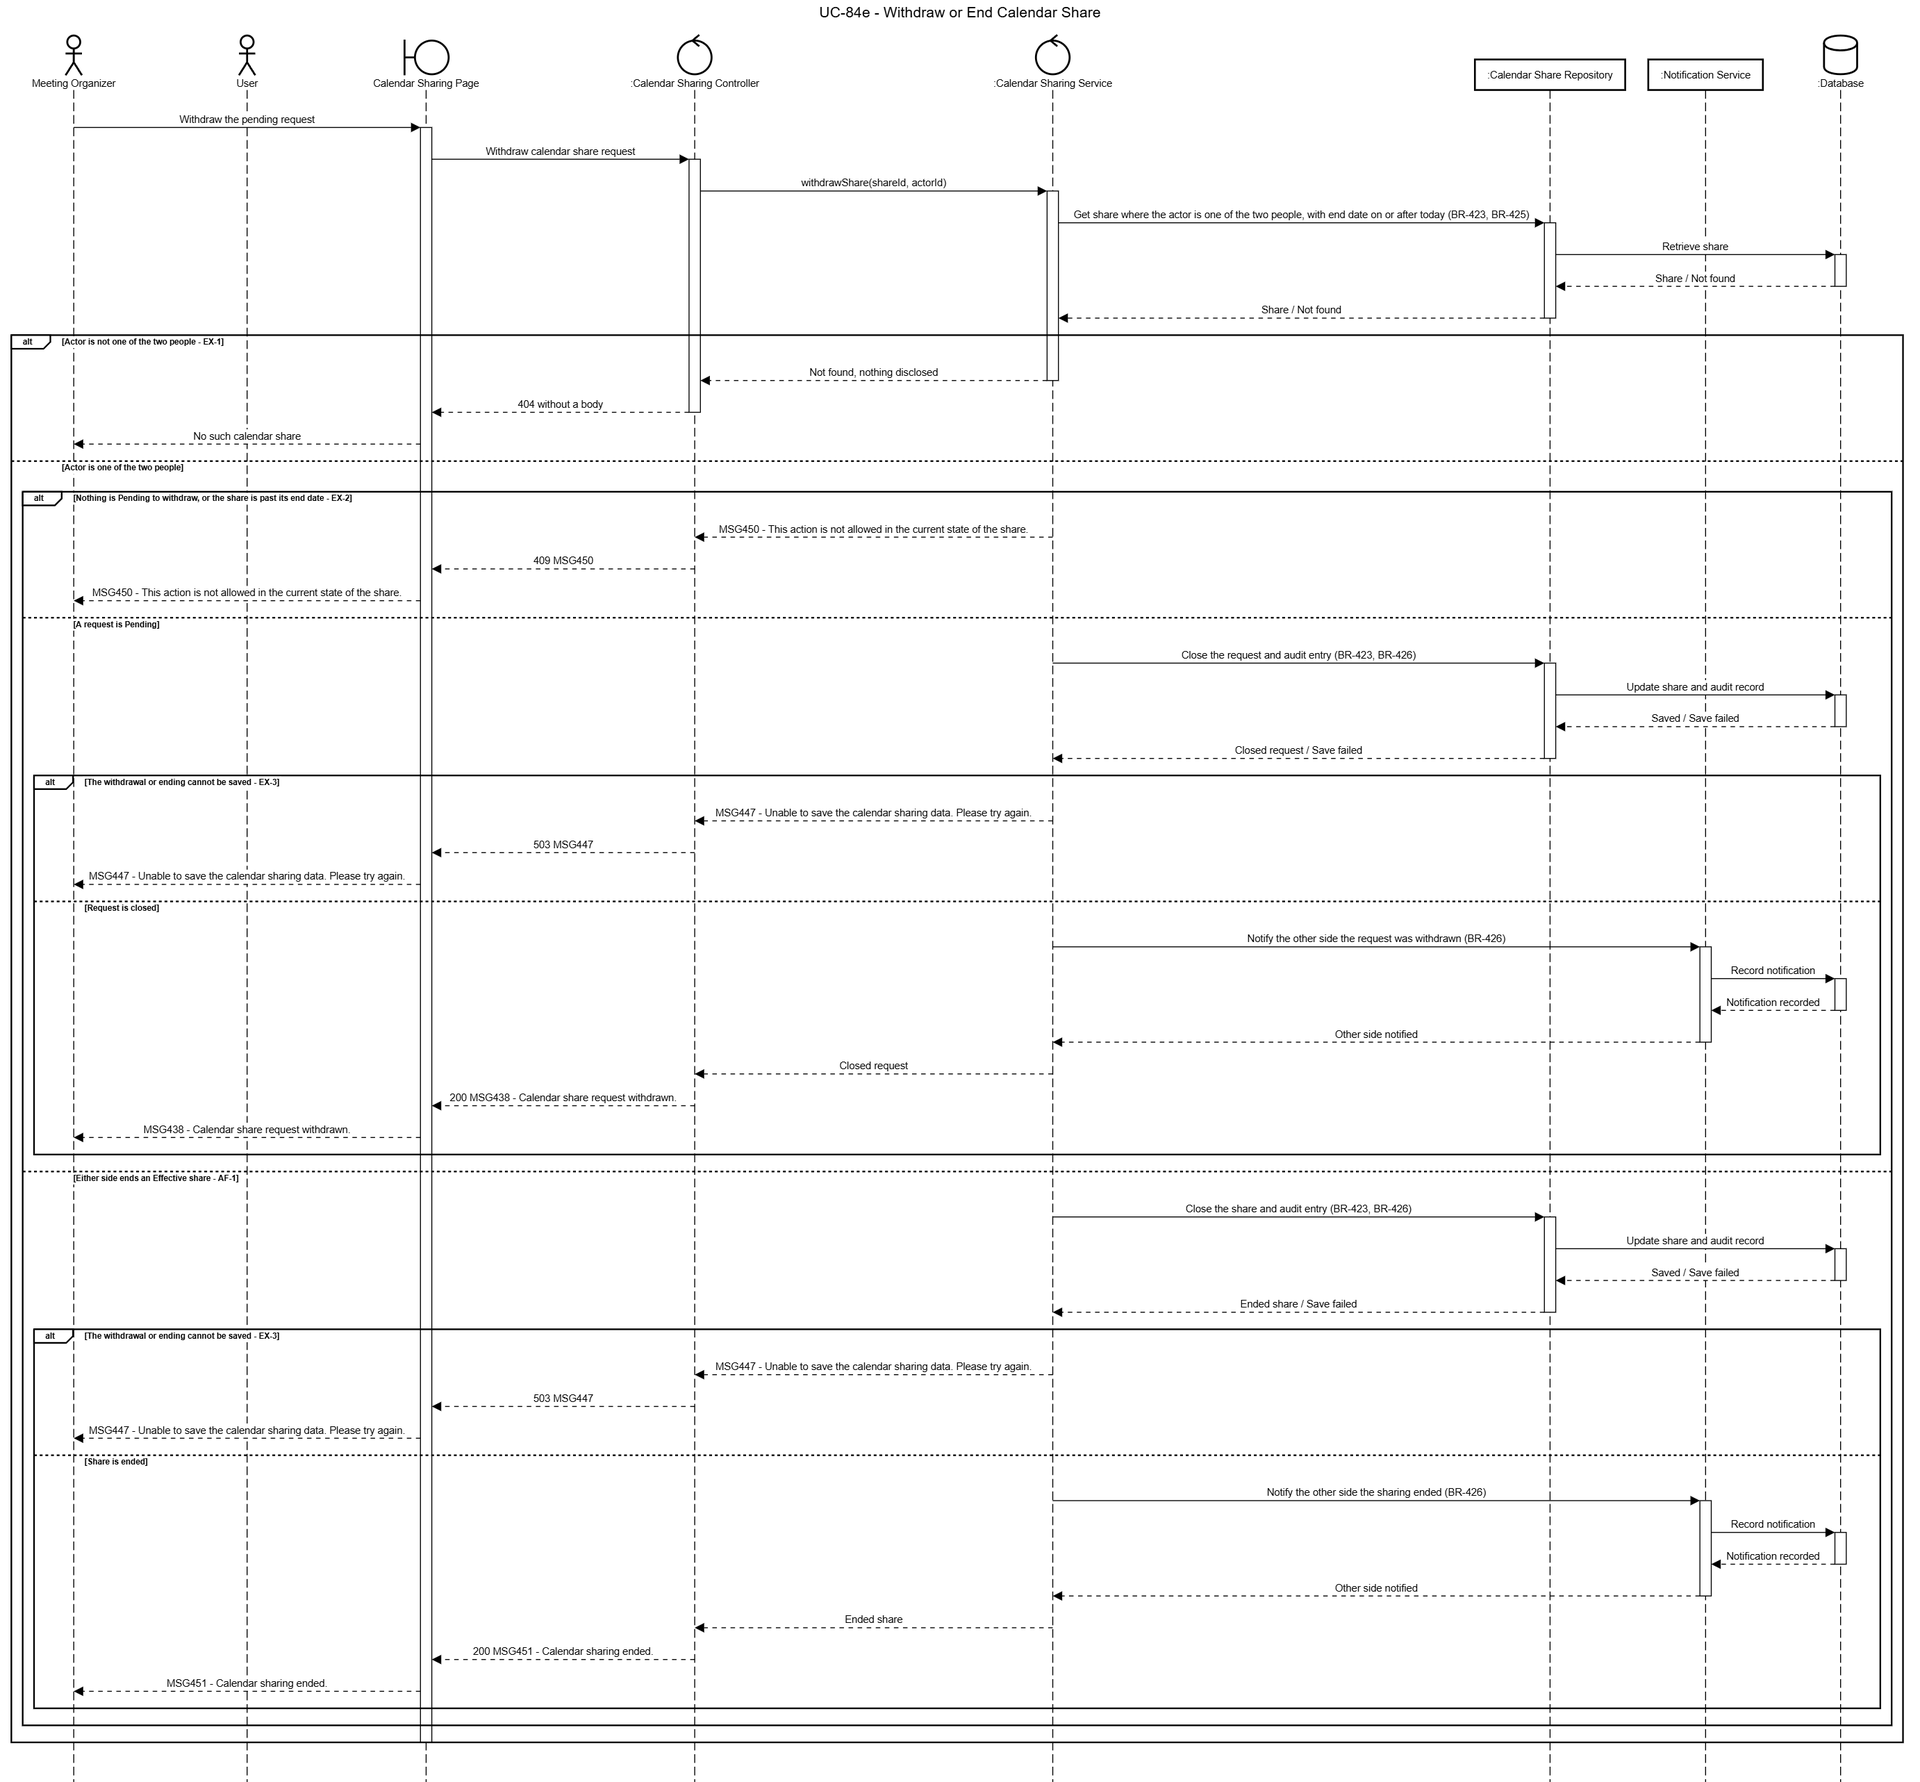 UC-84e - Withdraw or End Calendar Share
Meeting Organizer
User
Calendar Sharing Page
:Calendar Sharing Controller
:Calendar Sharing Service
:Calendar Share Repository
:Notification Service
:Database
Withdraw the pending request
Withdraw calendar share request
withdrawShare(shareId, actorId)
Get share where the actor is one of the two people, with end date on or after today (BR-423, BR-425)
Retrieve share
Share / Not found
Share / Not found
alt
[Actor is not one of the two people - EX-1]
Not found, nothing disclosed
404 without a body
No such calendar share
[Actor is one of the two people]
alt
[Nothing is Pending to withdraw, or the share is past its end date - EX-2]
MSG450 - This action is not allowed in the current state of the share.
409 MSG450
MSG450 - This action is not allowed in the current state of the share.
[A request is Pending]
Close the request and audit entry (BR-423, BR-426)
Update share and audit record
Saved / Save failed
Closed request / Save failed
alt
[The withdrawal or ending cannot be saved - EX-3]
MSG447 - Unable to save the calendar sharing data. Please try again.
503 MSG447
MSG447 - Unable to save the calendar sharing data. Please try again.
[Request is closed]
Notify the other side the request was withdrawn (BR-426)
Record notification
Notification recorded
Other side notified
Closed request
200 MSG438 - Calendar share request withdrawn.
MSG438 - Calendar share request withdrawn.
[Either side ends an Effective share - AF-1]
Close the share and audit entry (BR-423, BR-426)
Update share and audit record
Saved / Save failed
Ended share / Save failed
alt
[The withdrawal or ending cannot be saved - EX-3]
MSG447 - Unable to save the calendar sharing data. Please try again.
503 MSG447
MSG447 - Unable to save the calendar sharing data. Please try again.
[Share is ended]
Notify the other side the sharing ended (BR-426)
Record notification
Notification recorded
Other side notified
Ended share
200 MSG451 - Calendar sharing ended.
MSG451 - Calendar sharing ended.